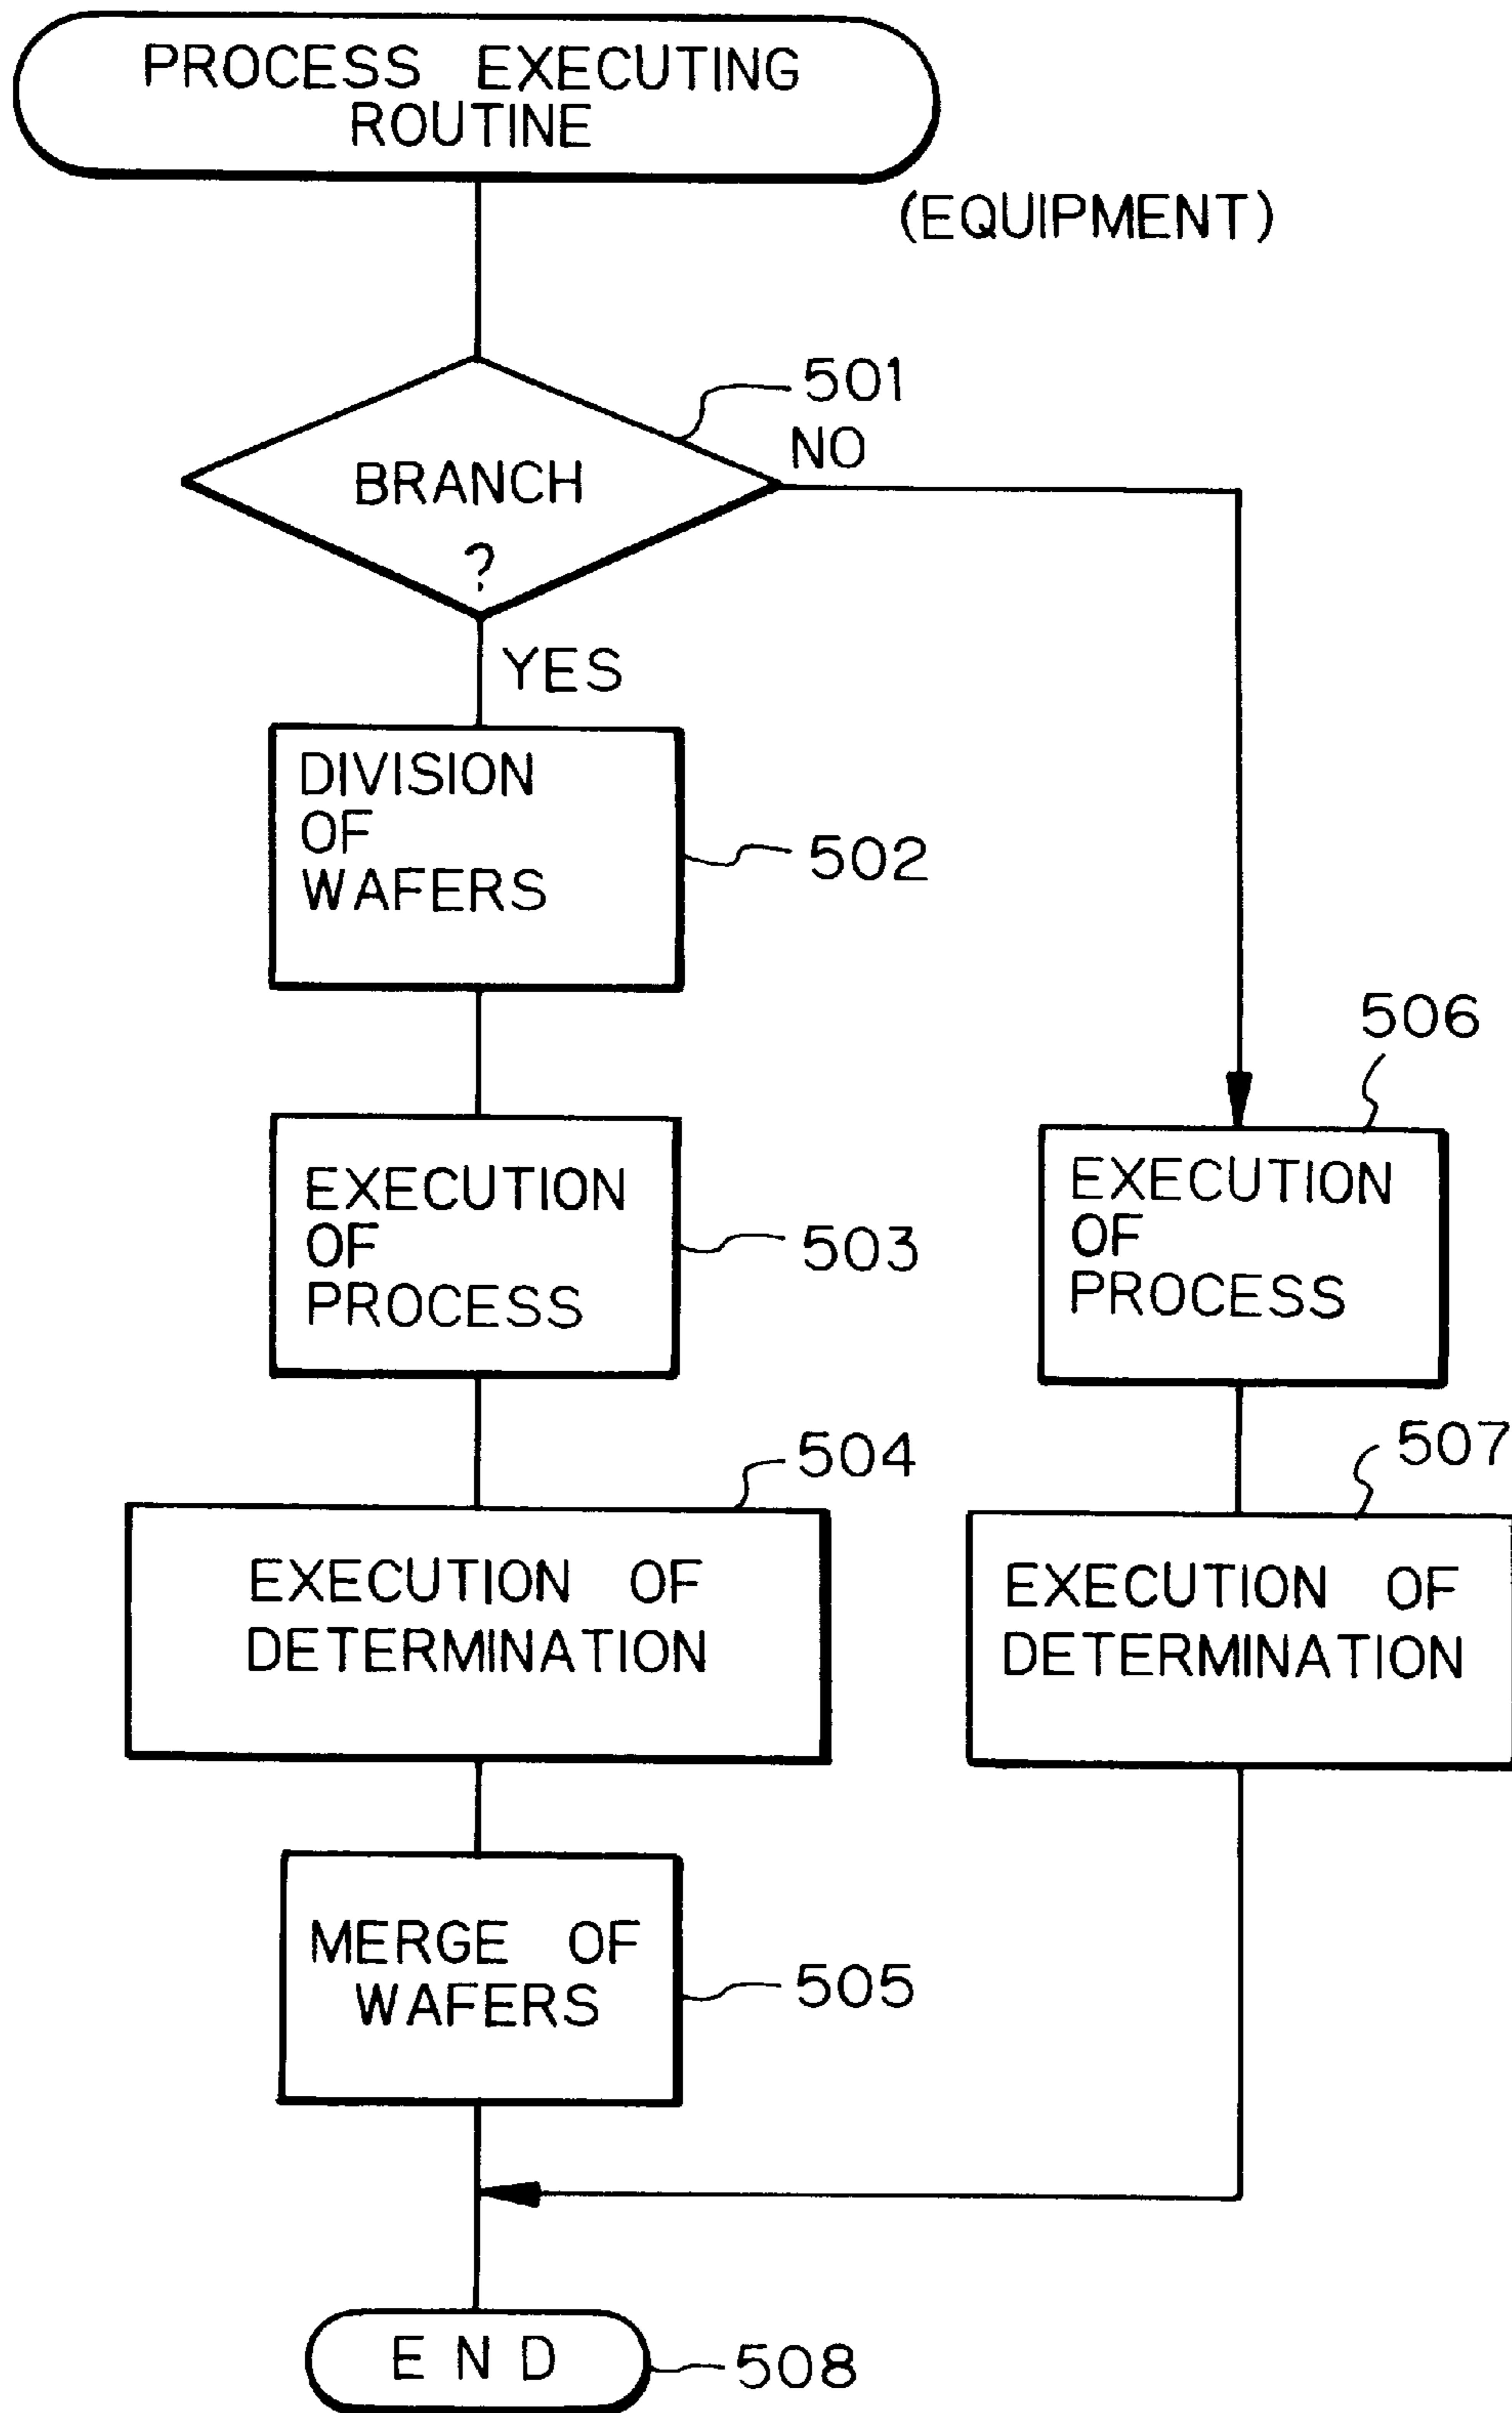 PROCESS EXECUTING
ROUTINE
(EQUIPMENT)
501
NO
BRANCH
?
YES
DIVISION
OF
WAFERS
502
506
EXECUTION
OF
PROCESS
503
EXECUTION
OF
PROCESS
504
507
EXECUTION OF
DETERMINATION
EXECUTION OF
DETERMINATION
MERGE OF
WAFERS
505
END
508